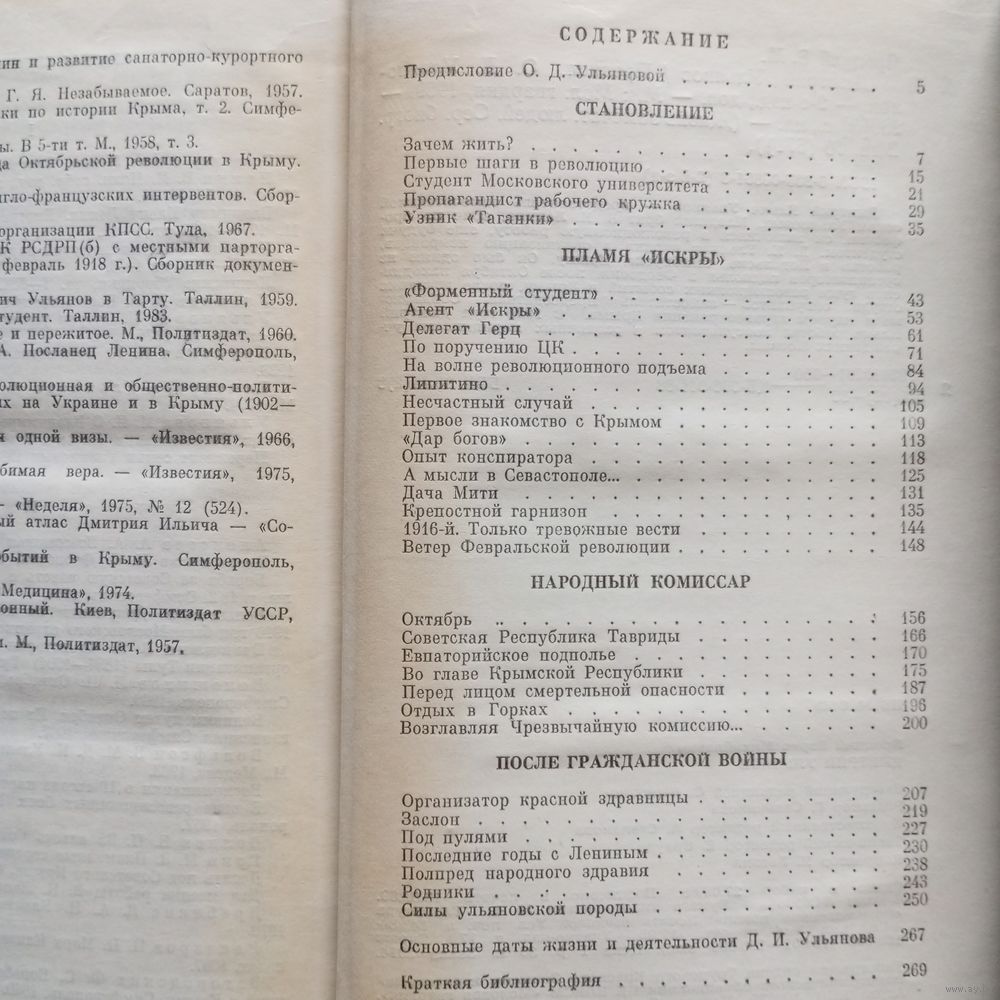 ин и развитие санаторно-курортного
Г. Я. Незабываемое. Саратов, 1957.
ки по истории Крыма, т. 2. Симфе-
ы. В 5-ти т. М., 1958, т. 3.
да Октябрьской революции в Крыму.
нгло-французских интервентов. Сбор-
организации КПСС. Тула, 1967.
К РСДРП(б) с местными парторга-
февраль 1918 г.). Сборник докумен-
ич Ульянов в Тарту. Таллин, 1959.
тудент. Таллин, 1983.
е и пережитое. М., Политиздат, 1960.
А. Посланец Ленина. Симферополь,
олюционная и общественно-полити-
их на Украине и в Крыму (1902—
я одной визы. — «Известия», 1966,
бимая вера. — «Известия», 1975,
— «Неделя», 1975, № 12 (524).
ый атлас Дмитрия Ильича — «Со-
обытий в Крыму. Симферополь,
Медицина», 1974.
ионный. Киев, Политиздат УССР,
н. М., Политиздат, 1957.
СОДЕРЖАНИЕ
Предисловие О. Д. Ульяновой . . . . . . . . . 5
СТАНОВЛЕНИЕ
Зачем жить? . . . . . . . . . 7
Первые шаги в революцию . . . . . . . . . 15
Студент Московского университета . . . . . . . . . 21
Пропагандист рабочего кружка . . . . . . . . . 29
Узник «Таганки» . . . . . . . . . 35
ПЛАМЯ «ИСКРЫ»
«Форменный студент» . . . . . . . . . 43
Агент «Искры» . . . . . . . . . 53
Делегат Герц . . . . . . . . . 61
По поручению ЦК . . . . . . . . . 71
На волне революционного подъема . . . . . . . . . 84
Липитино . . . . . . . . . 94
Несчастный случай . . . . . . . . . 105
Первое знакомство с Крымом . . . . . . . . . 109
«Дар богов» . . . . . . . . . 113
Опыт конспиратора . . . . . . . . . 118
А мысли в Севастополе... . . . . . . . . . 125
Дача Мити . . . . . . . . . 131
Крепостной гарнизон . . . . . . . . . 135
1916-й. Только тревожные вести . . . . . . . . . 144
Ветер Февральской революции . . . . . . . . . 148
НАРОДНЫЙ КОМИССАР
Октябрь . . . . . . . . . 156
Советская Республика Тавриды . . . . . . . . . 166
Евпаторийское подполье . . . . . . . . . 170
Во главе Крымской Республики . . . . . . . . . 175
Перед лицом смертельной опасности . . . . . . . . . 187
Отдых в Горках . . . . . . . . . 196
Возглавляя Чрезвычайную комиссию... . . . . . . . 200
ПОСЛЕ ГРАЖДАНСКОЙ ВОЙНЫ
Организатор красной здравницы . . . . . . . . . 207
Заслон . . . . . . . . . 219
Под пулями . . . . . . . . . 227
Последние годы с Лениным . . . . . . . . . 230
Полпред народного здравия . . . . . . . . . 238
Родники . . . . . . . . . 243
Силы ульяновской породы . . . . . . . . . 250
Основные даты жизни и деятельности Д. И. Ульянова 267
Краткая библиография . . . . . . . . . 269